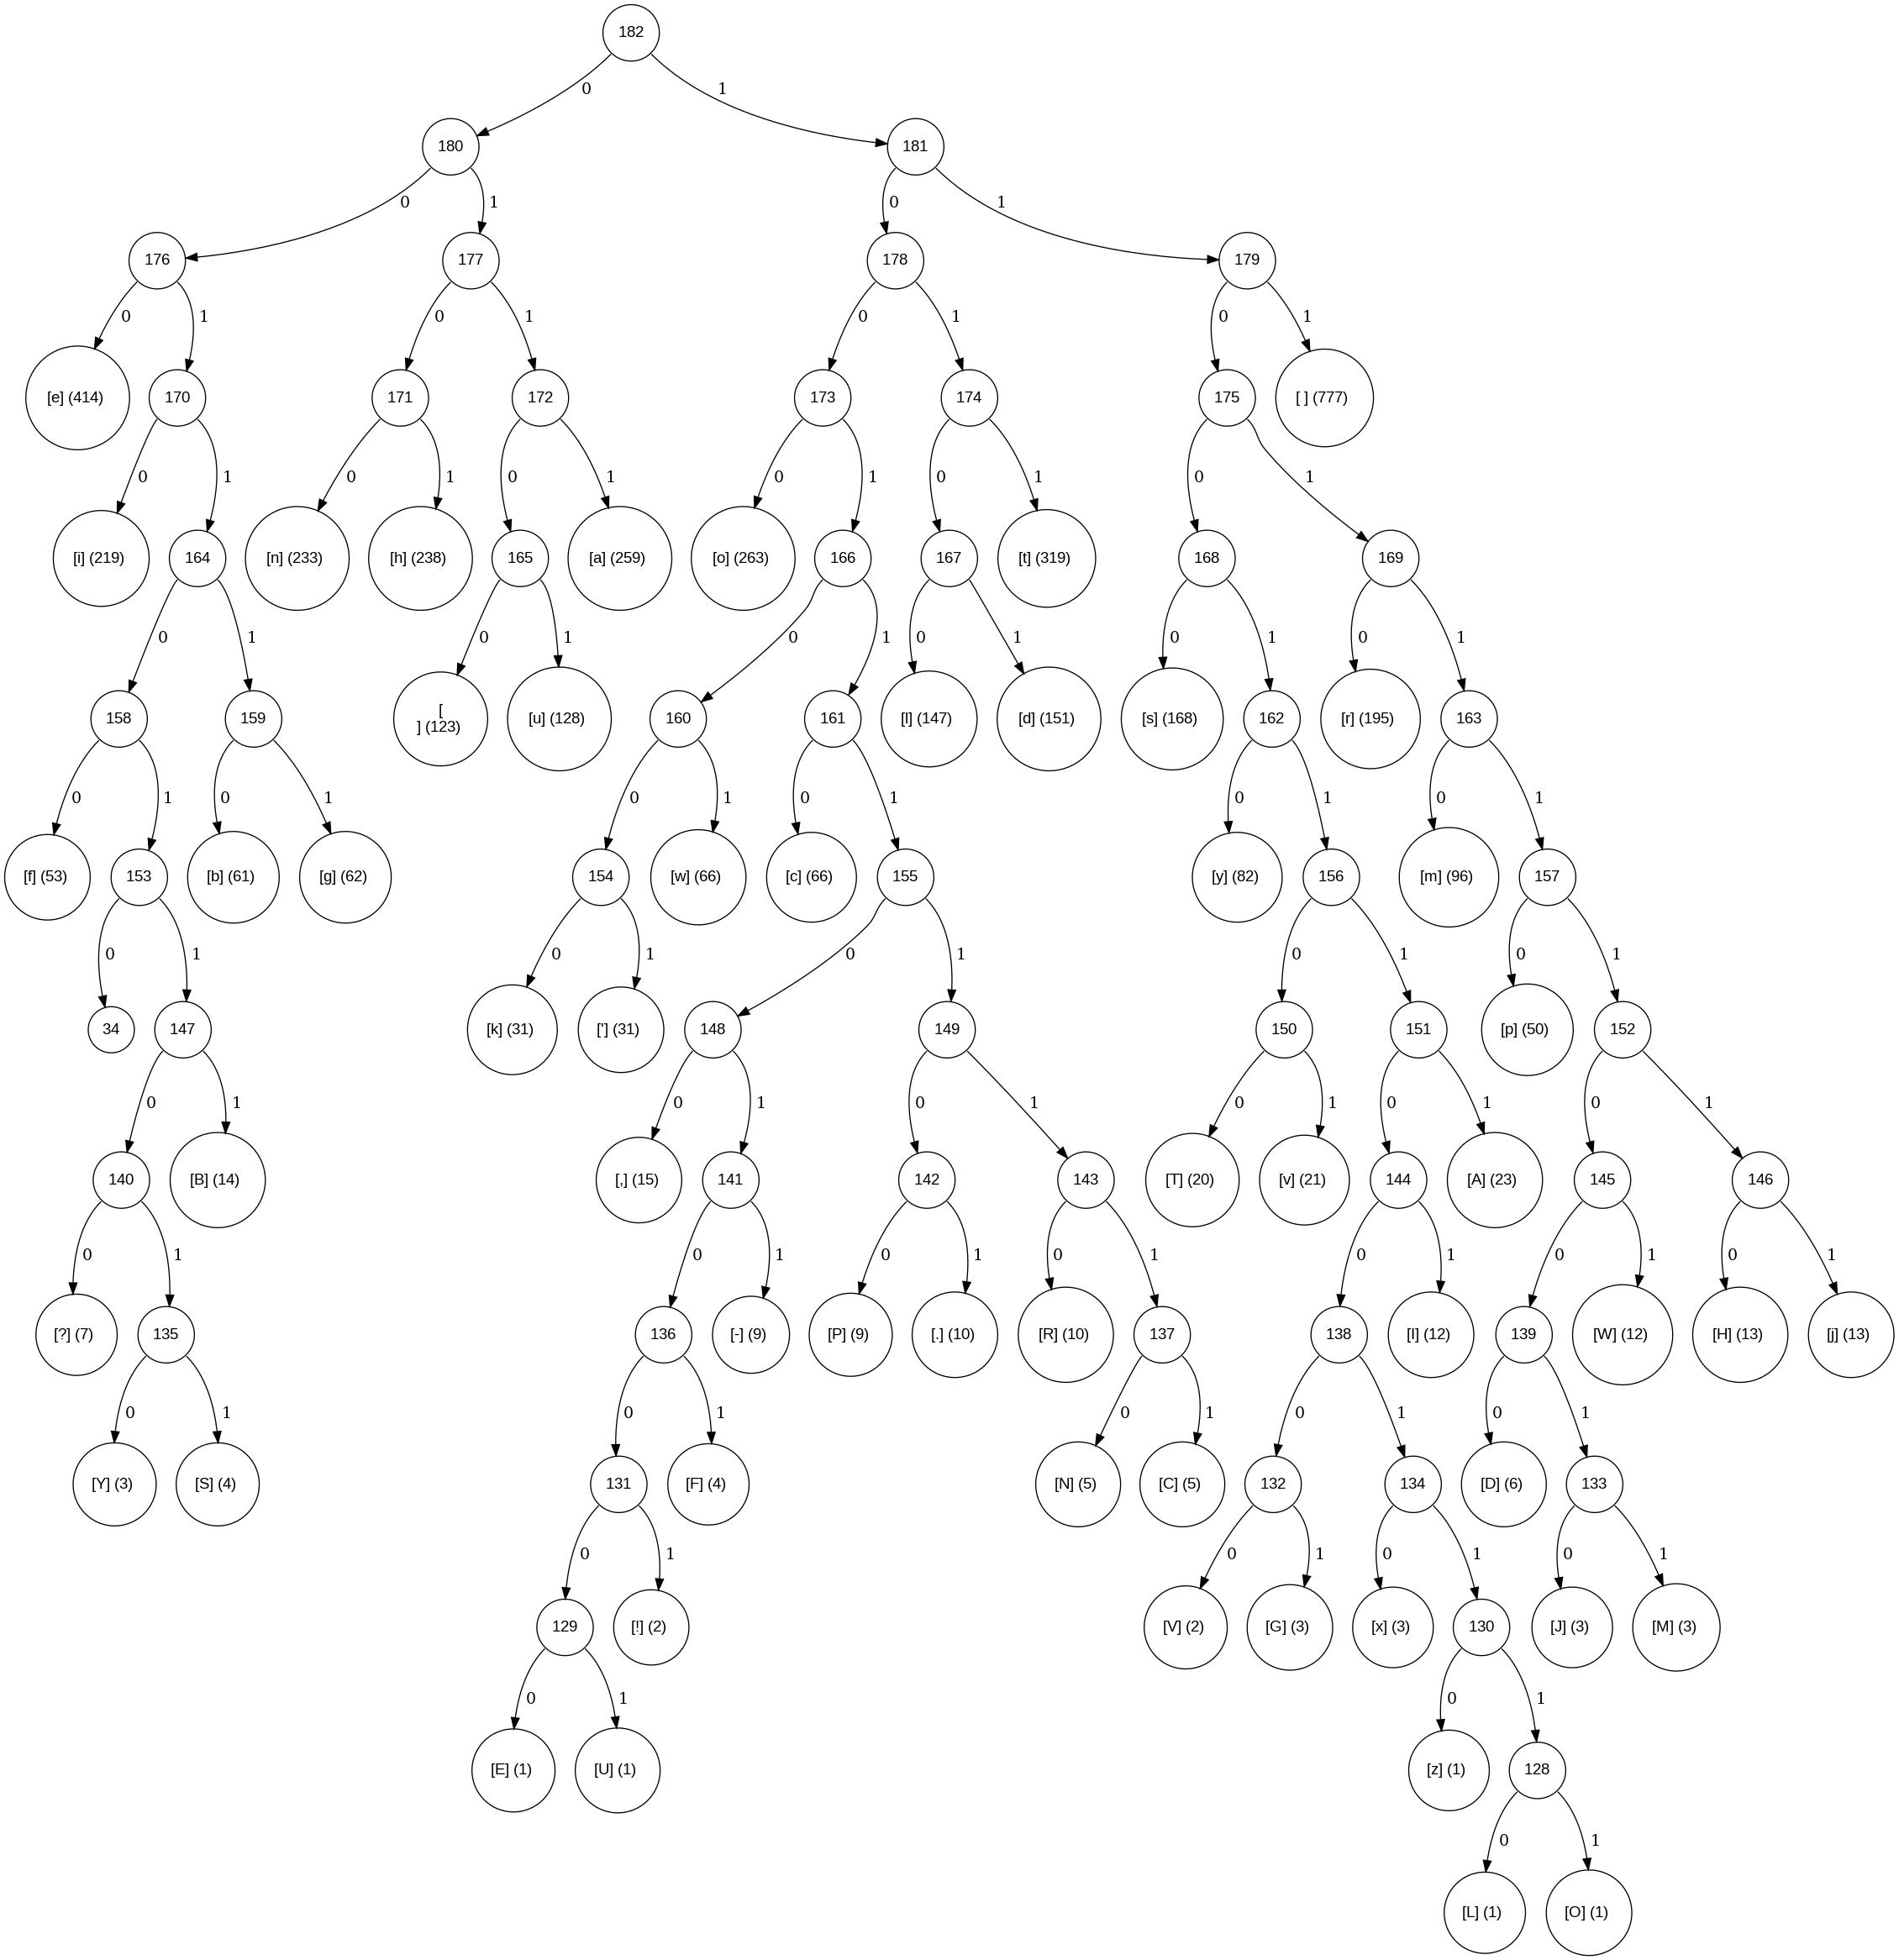 182
0 1
180 181
0 1 0 1
176 177 178 179
0 1 0 1 0 1 0 1
[e] (414) 170 171 172 173 174 175 [ ] (777)
0 1 0 1 0 1 0 1 0 1 0 1
[i] (219) 164 [n] (233) [h] (238) 165 [a] (259) [o] (263) 166 167 [t] (319) 168 169
0 1 0 1 0 1 0 1 0 1 0 1
158 159 [
] (123) [u] (128) 160 161 [l] (147) [d] (151) [s] (168) 162 [r] (195) 163
0 1 0 1 0 1 0 1 0 1 0 1
[f] (53) 153 [b] (61) [g] (62) 154 [w] (66) [c] (66) 155 [y] (82) 156 [m] (96) 157
0 1 0 1 0 1 0 1 0 1
34 147 [k] (31) ['] (31) 148 149 150 151 [p] (50) 152
0 1 0 1 0 1 0 1 0 1 0 1
140 [B] (14) [,] (15) 141 142 143 [T] (20) [v] (21) 144 [A] (23) 145 146
0 1 0 1 0 1 0 1 0 1 0 1 0 1
[?] (7) 135 136 [-] (9) [P] (9) [.] (10) [R] (10) 137 138 [I] (12) 139 [W] (12) [H] (13) [j] (13)
0 1 0 1 0 1 0 1 0 1
[Y] (3) [S] (4) 131 [F] (4) [N] (5) [C] (5) 132 134 [D] (6) 133
0 1 0 1 0 1 0 1
129 [!] (2) [V] (2) [G] (3) [x] (3) 130 [J] (3) [M] (3)
0 1 0 1
[E] (1) [U] (1) [z] (1) 128
0 1
[L] (1) [O] (1)